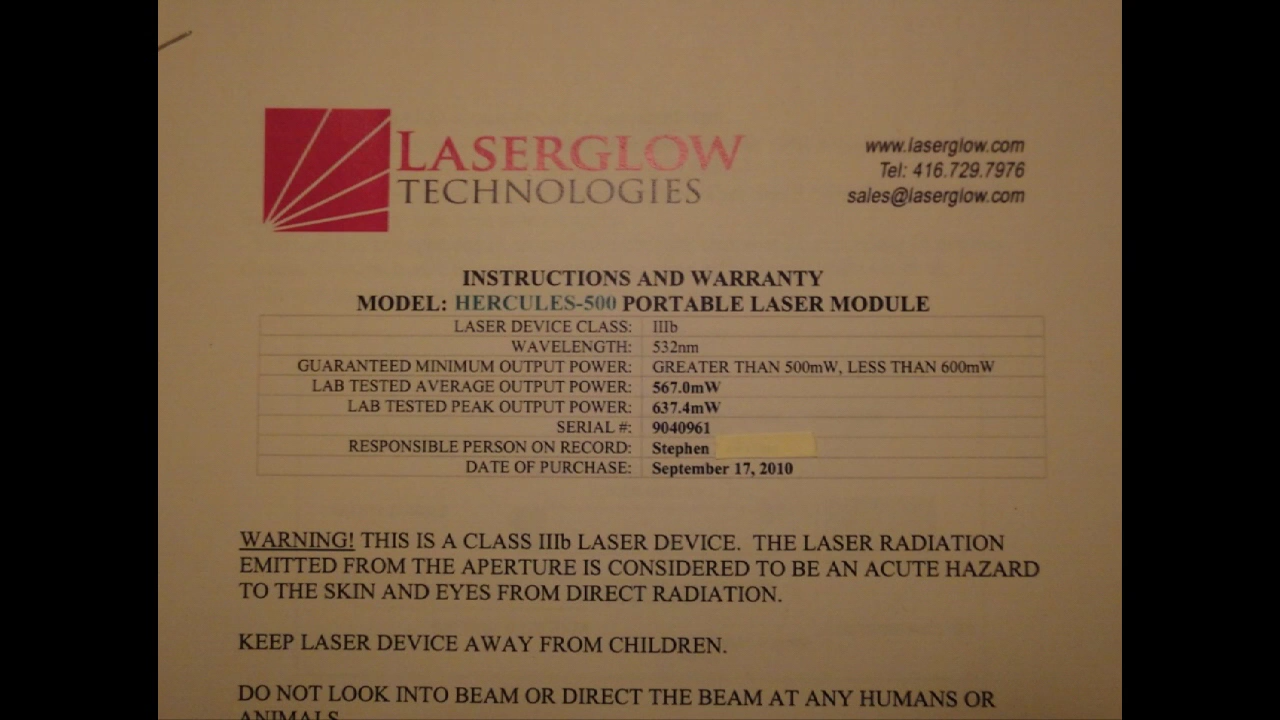 LASERGLOW
TECHNOLOGIES
www.laserglow.com
Tel: 416.729.7976
sales@laserglow.com
INSTRUCTIONS AND WARRANTY
MODEL: HERCULES-500 PORTABLE LASER MODULE
LASER DEVICE CLASS: IIIb
WAVELENGTH: 532nm
GUARANTEED MINIMUM OUTPUT POWER: GREATER THAN 500mW, LESS THAN 600mW
LAB TESTED AVERAGE OUTPUT POWER: 567.0mW
LAB TESTED PEAK OUTPUT POWER: 637.4mW
SERIAL #: 9040961
RESPONSIBLE PERSON ON RECORD: Stephen
DATE OF PURCHASE: September 17, 2010
WARNING! THIS IS A CLASS IIIb LASER DEVICE. THE LASER RADIATION
EMITTED FROM THE APERTURE IS CONSIDERED TO BE AN ACUTE HAZARD
TO THE SKIN AND EYES FROM DIRECT RADIATION.
KEEP LASER DEVICE AWAY FROM CHILDREN.
DO NOT LOOK INTO BEAM OR DIRECT THE BEAM AT ANY HUMANS OR
ANIMALS